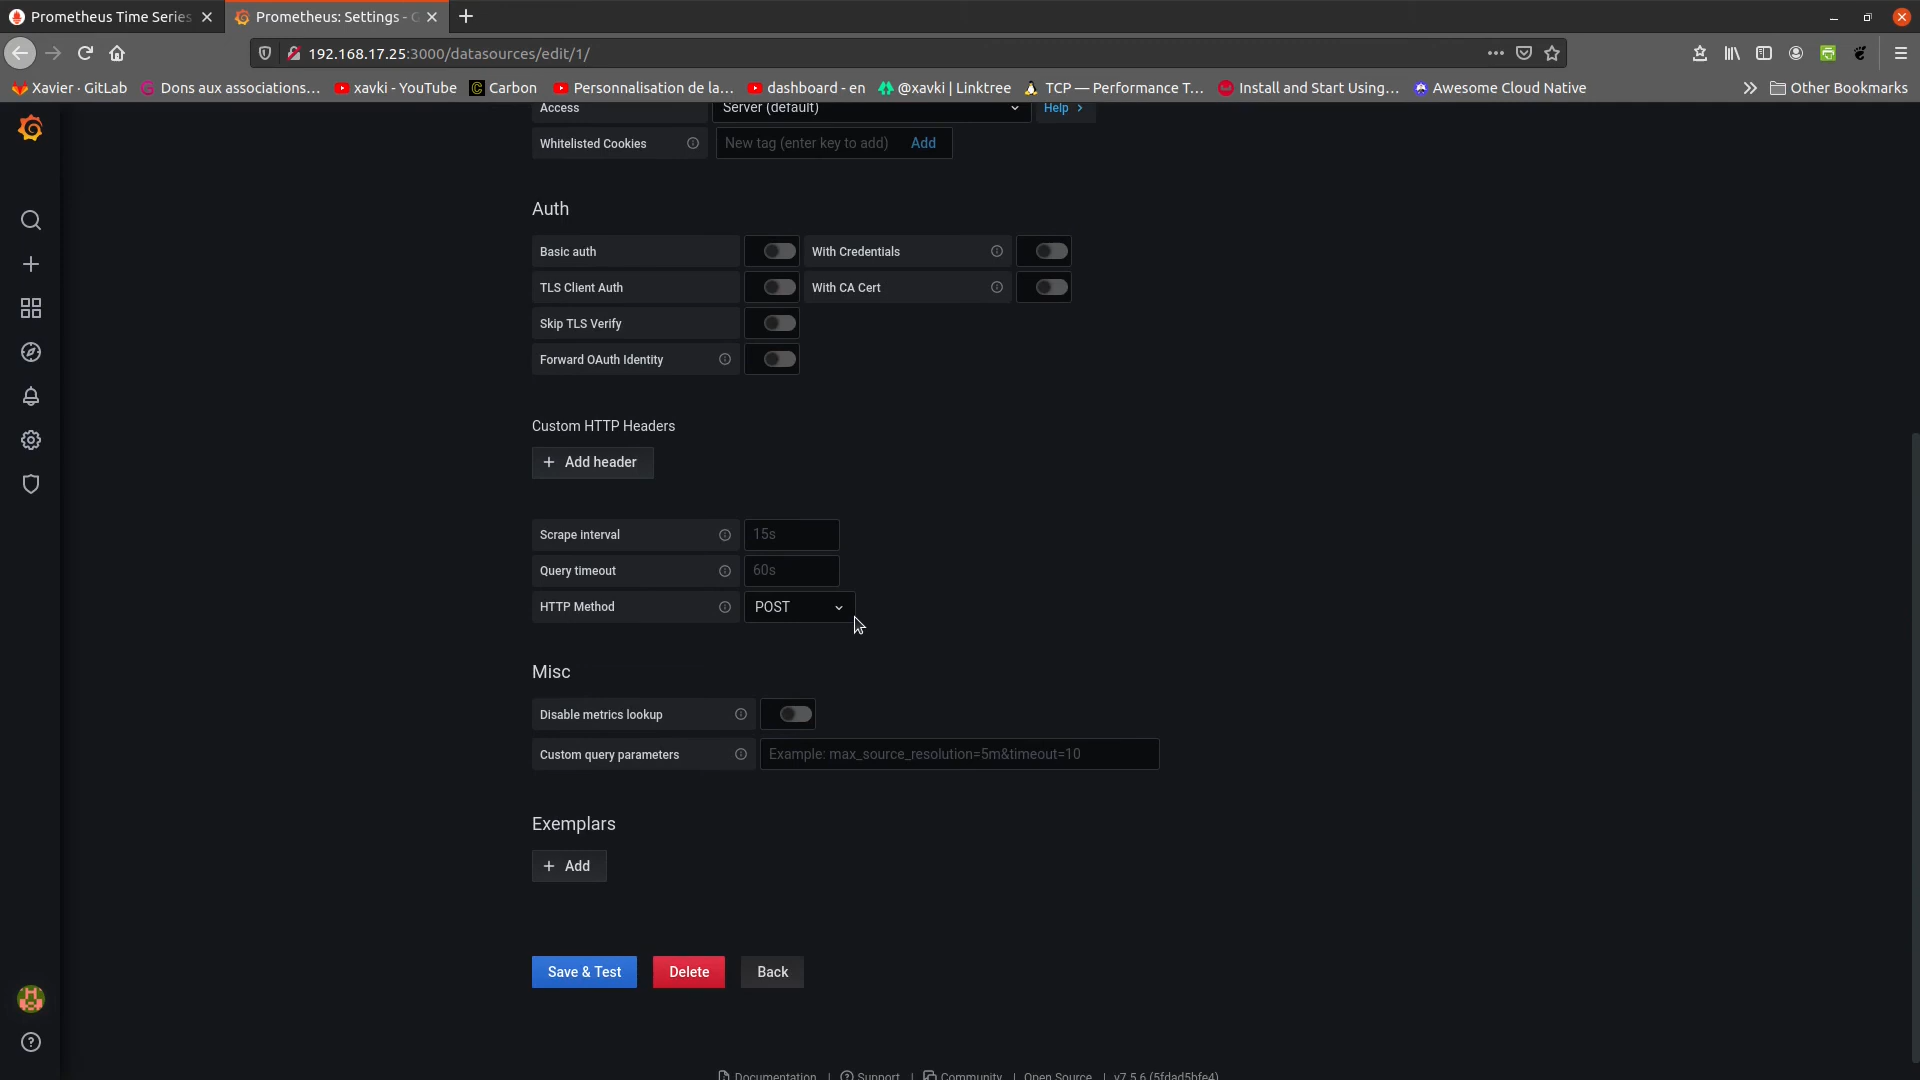 Prometheus Time Series
Prometheus: Settings - G
192.168.17.25:3000/datasources/edit/1/
Xavier · GitLab
Dons aux associations…
xavki - YouTube
Carbon
Personnalisation de la…
dashboard - en
@xavki | Linktree
TCP — Performance T…
Install and Start Using…
Awesome Cloud Native
Other Bookmarks
Access
Server (default)
Help >
Whitelisted Cookies
New tag (enter key to add)
Add
Auth
Basic auth
With Credentials
TLS Client Auth
With CA Cert
Skip TLS Verify
Forward OAuth Identity
Custom HTTP Headers
+ Add header
Scrape interval
15s
Query timeout
60s
HTTP Method
POST
Misc
Disable metrics lookup
Custom query parameters
Example: max_source_resolution=5m&timeout=10
Exemplars
+ Add
Save & Test
Delete
Back
Documentation | Support | Community | Open Source | v7.5.6 (5fdad5bfe4)